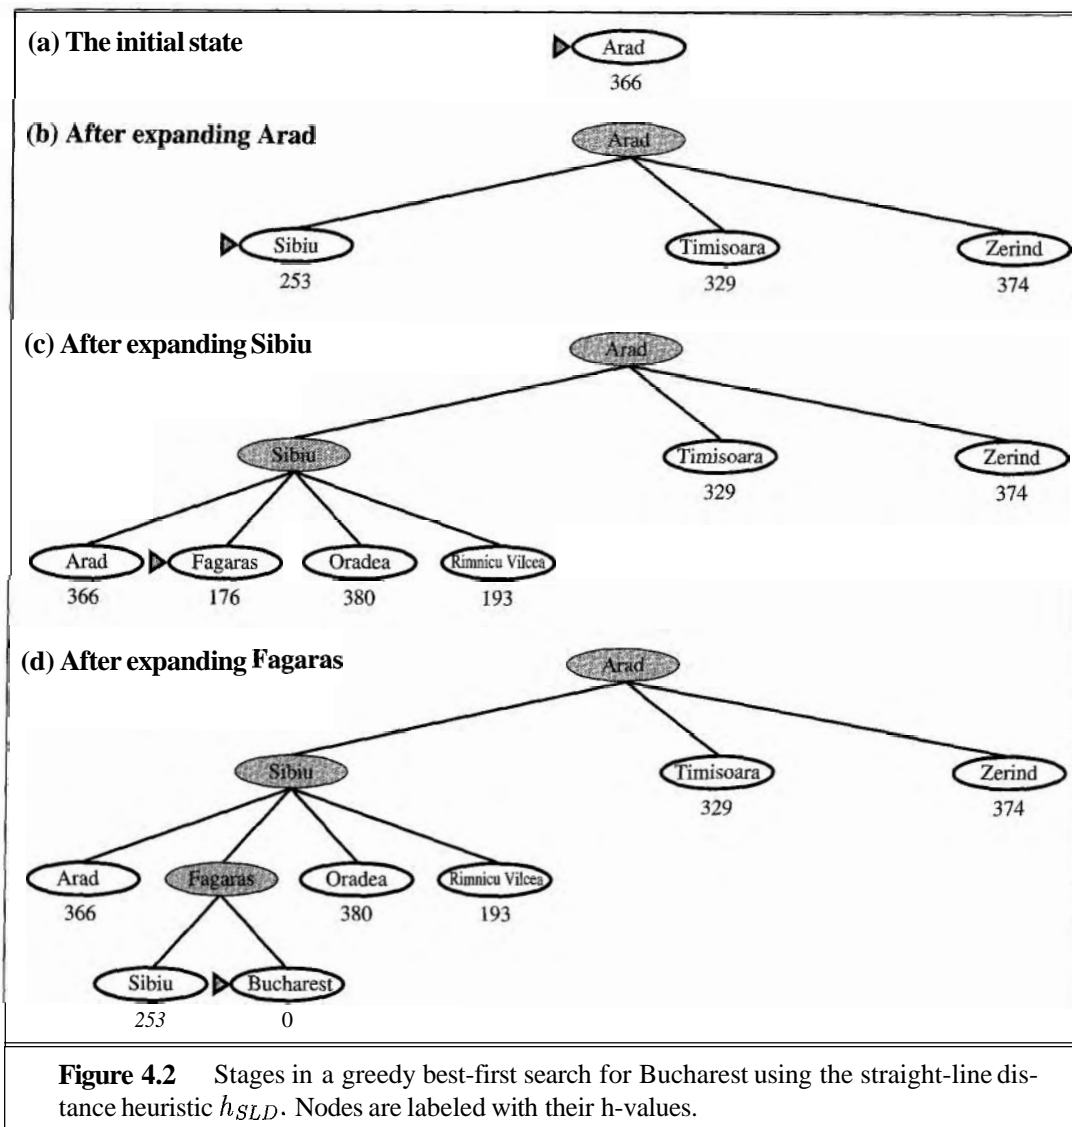 (a) The initial state
Arad
366
(b) After expanding Arad
Arad
Sibiu
Timisoara
Zerind
253
329
374
(c) After expanding Sibiu
Arad
Sibiu
Timisoara
Zerind
329
374
Arad
Fagaras
Oradea
Rimnicu Vilcea
366
176
380
193
(d) After expanding Fagaras
Arad
Sibiu
Timisoara
Zerind
329
374
Arad
Fagaras
Oradea
Rimnicu Vilcea
366
380
193
Sibiu
Bucharest
253
0
Figure 4.2 Stages in a greedy best-first search for Bucharest using the straight-line dis-
tance heuristic hSLD. Nodes are labeled with their h-values.